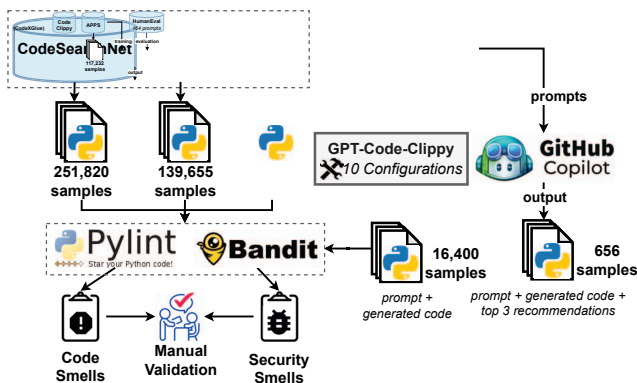 Code
Clippy
APPS
HumanEval
(CodeXGlue)
164 prompts
training
evaluation
CodeSearchNet
117,232
samples
output
prompts
251,820
samples
139,655
samples
GPT-Code-Clippy
10 Configurations
GitHub
Copilot
output
Pylint
Star your Python code!
Bandit
16,400
samples
656
samples
prompt +
generated code
prompt + generated code +
top 3 recommendations
Code
Smells
Manual
Validation
Security
Smells